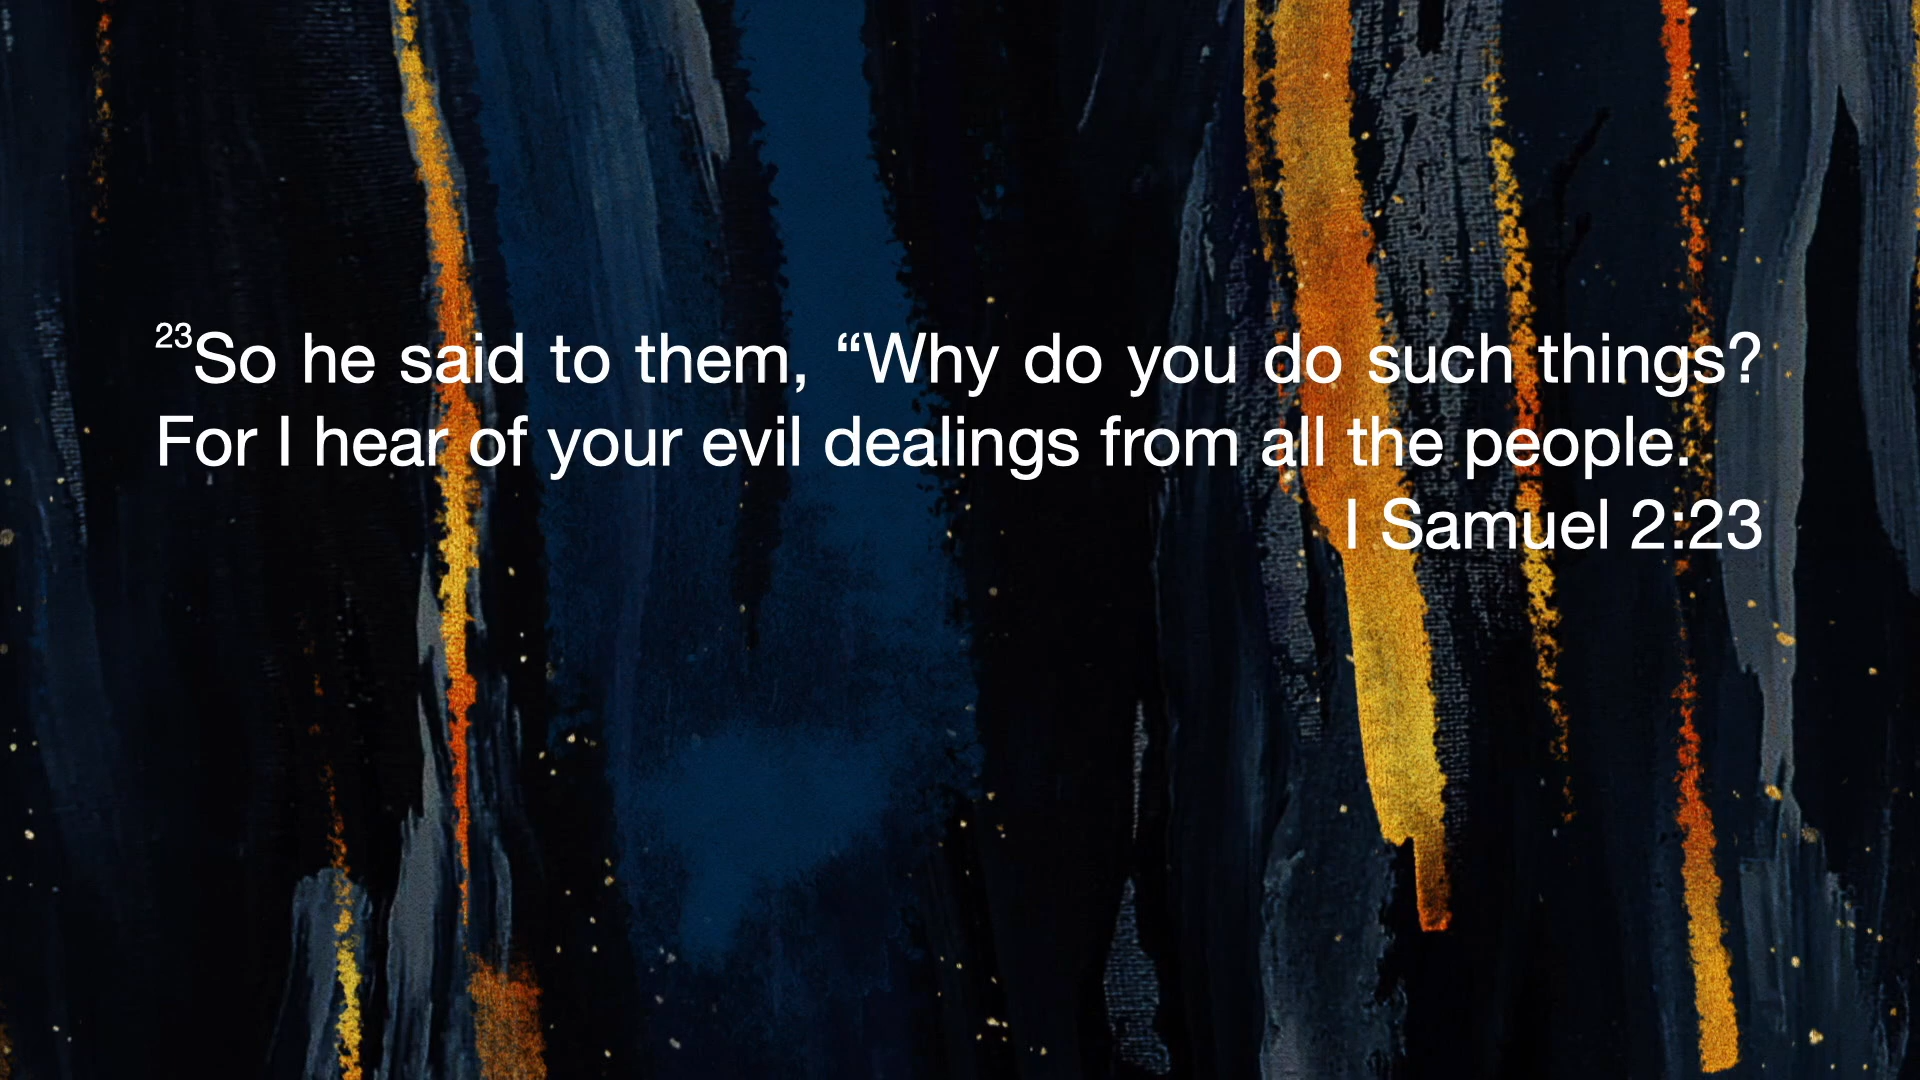 ²³So he said to them, “Why do you do such things?
For I hear of your evil dealings from all the people.
I Samuel 2:23